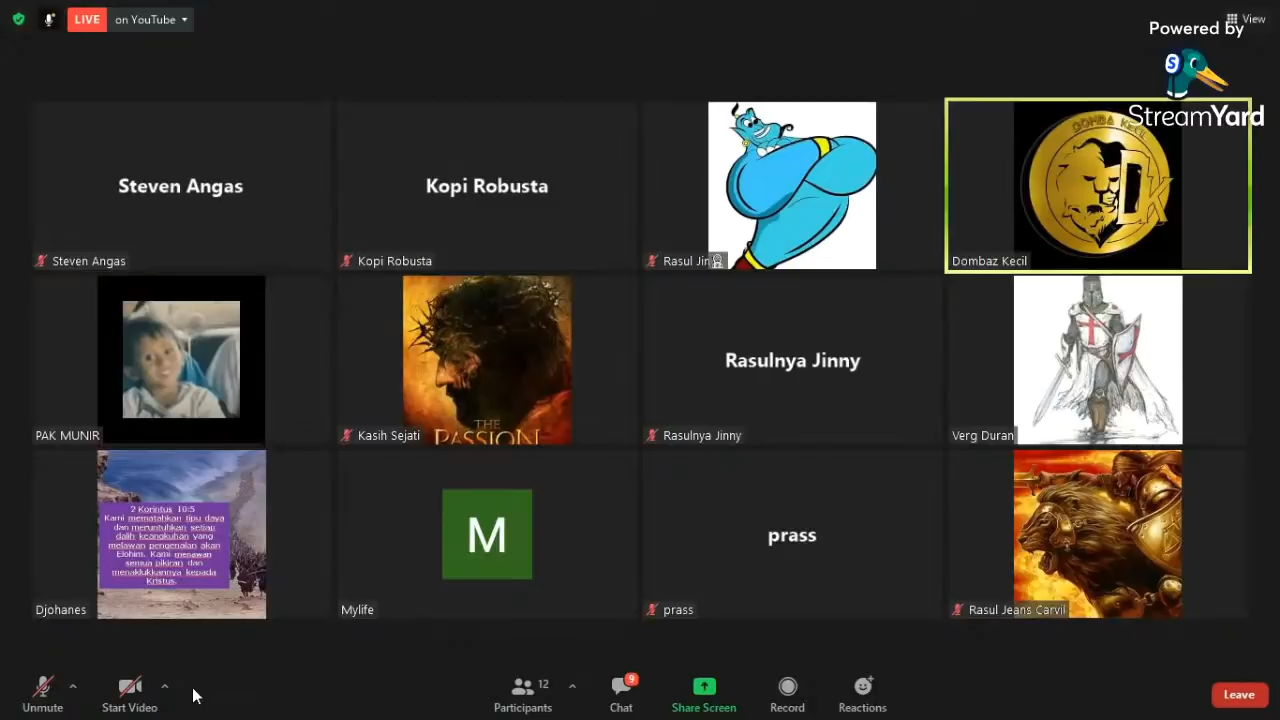 LIVE on YouTube
View
Powered by
StreamYard
Steven Angas
Steven Angas
Kopi Robusta
Kopi Robusta
Rasul Jin
DOMBA KECIL
DK
Dombaz Kecil
PAK MUNIR
THE
PASSION
Kasih Sejati
Rasulnya Jinny
Rasulnya Jinny
Verg Duran
2 Korintus 10:5
Kami mematahkan tipu daya
dan meruntuhkan setiap
dalih keangkuhan yang
melawan pengenalan akan
Elohim. Kami menawan
semua pikiran dan
menaklukkannya kepada
Kristus.
Djohanes
M
Mylife
prass
prass
Rasul Jeans Carvil
Unmute
Start Video
12
Participants
9
Chat
Share Screen
Record
Reactions
Leave